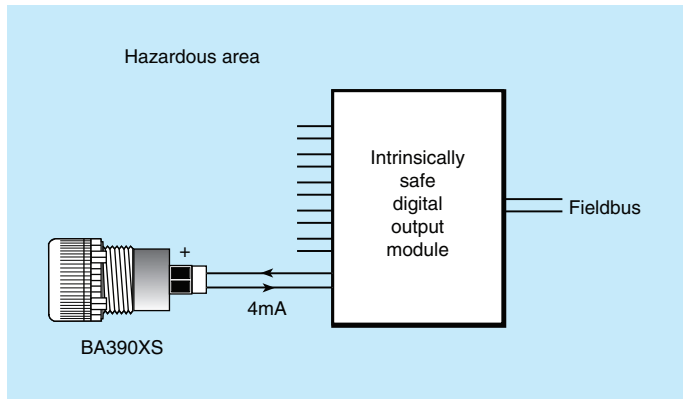 Hazardous area
Intrinsically
safe
digital
output
module
Fieldbus
+
4mA
BA390XS